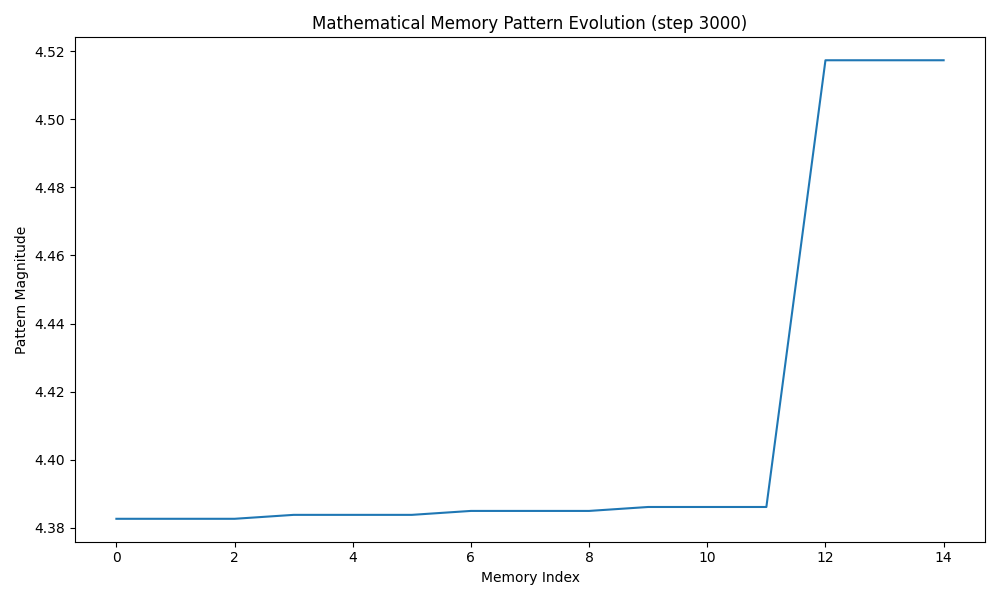 Mathematical Memory Pattern Evolution (step 3000)
4.52
4.50
4.48
4.46
4.44
4.42
4.40
4.38
Pattern Magnitude
0 2 4 6 8 10 12 14
Memory Index